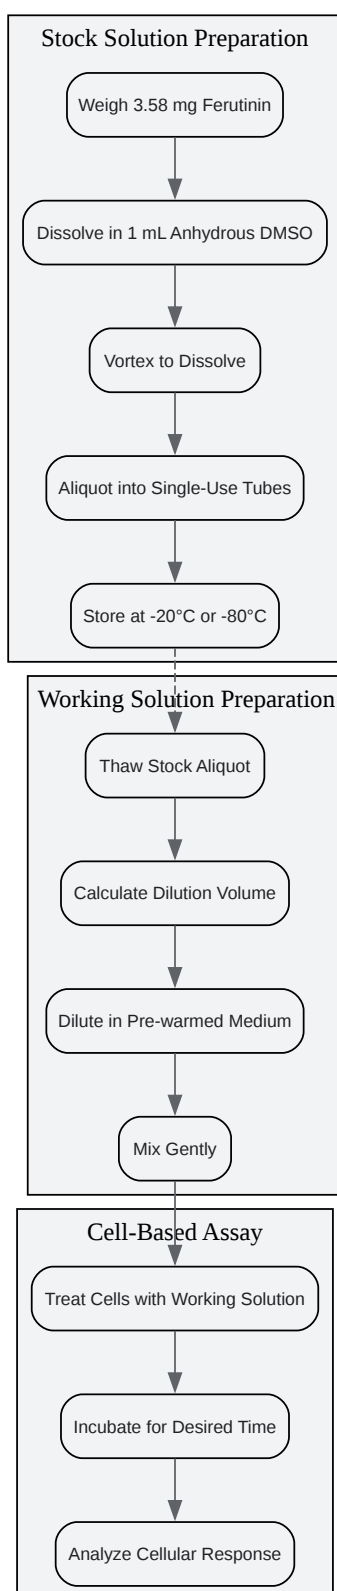 Stock Solution Preparation
Weigh 3.58 mg Ferutinin
Dissolve in 1 mL Anhydrous DMSO
Vortex to Dissolve
Aliquot into Single-Use Tubes
Store at -20°C or -80°C
Working Solution Preparation
Thaw Stock Aliquot
Calculate Dilution Volume
Dilute in Pre-warmed Medium
Mix Gently
Cell-Based Assay
Treat Cells with Working Solution
Incubate for Desired Time
Analyze Cellular Response